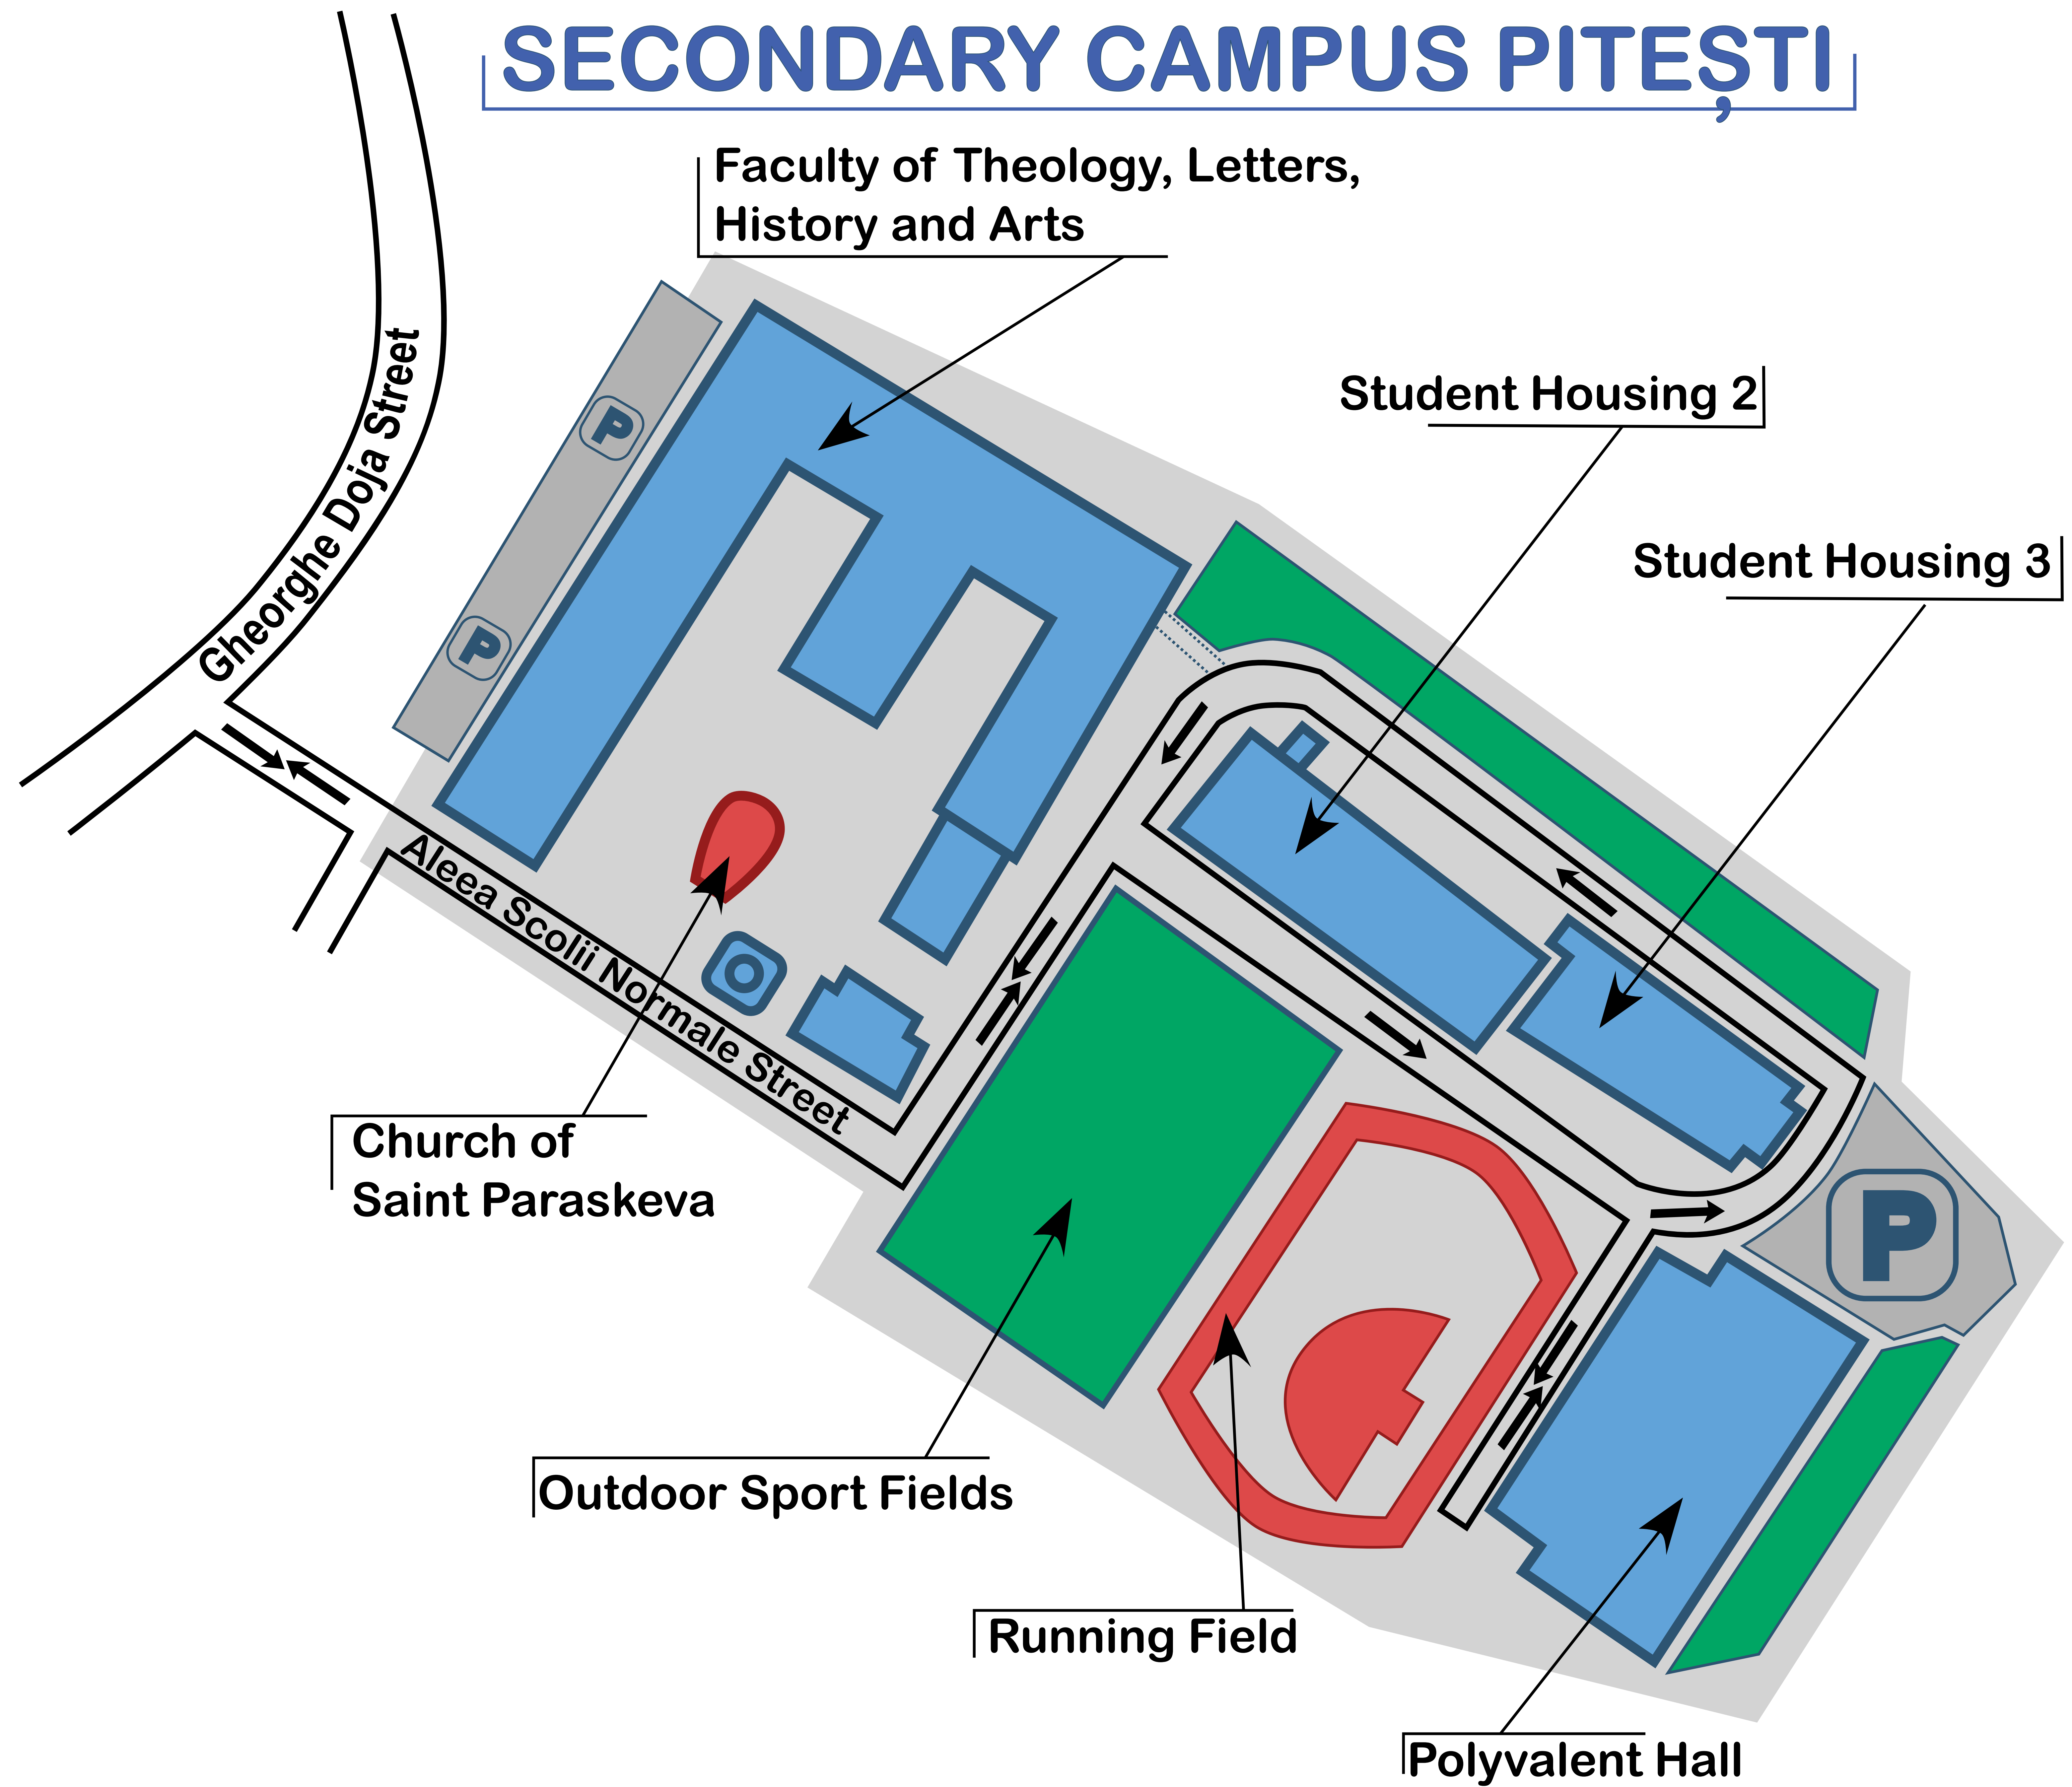 SECONDARY CAMPUS PITEȘTI
Faculty of Theology, Letters,
History and Arts
Student Housing 2
Student Housing 3
Gheorghe Doja Street
P
P
Aleea Scolii Normale Street
Church of
Saint Paraskeva
P
Outdoor Sport Fields
Running Field
Polyvalent Hall